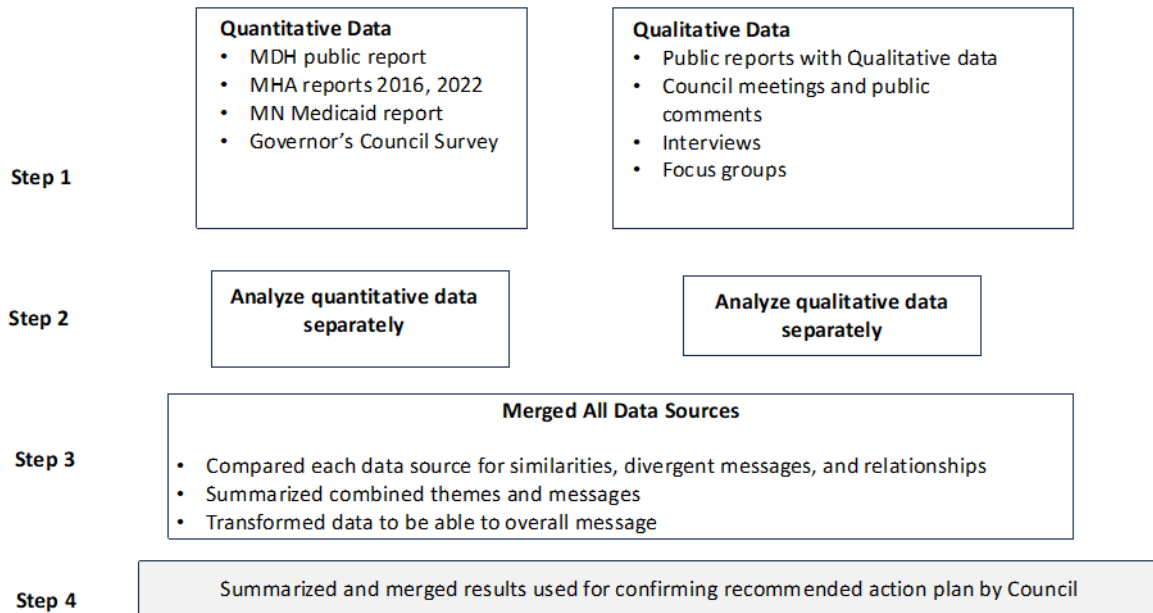 Step 1
Quantitative Data
• MDH public report
• MHA reports 2016, 2022
• MN Medicaid report
• Governor's Council Survey
Qualitative Data
• Public reports with Qualitative data
• Council meetings and public
comments
• Interviews
• Focus groups
Step 2
Analyze quantitative data
separately
Analyze qualitative data
separately
Step 3
Merged All Data Sources
• Compared each data source for similarities, divergent messages, and relationships
• Summarized combined themes and messages
• Transformed data to be able to overall message
Step 4
Summarized and merged results used for confirming recommended action plan by Council